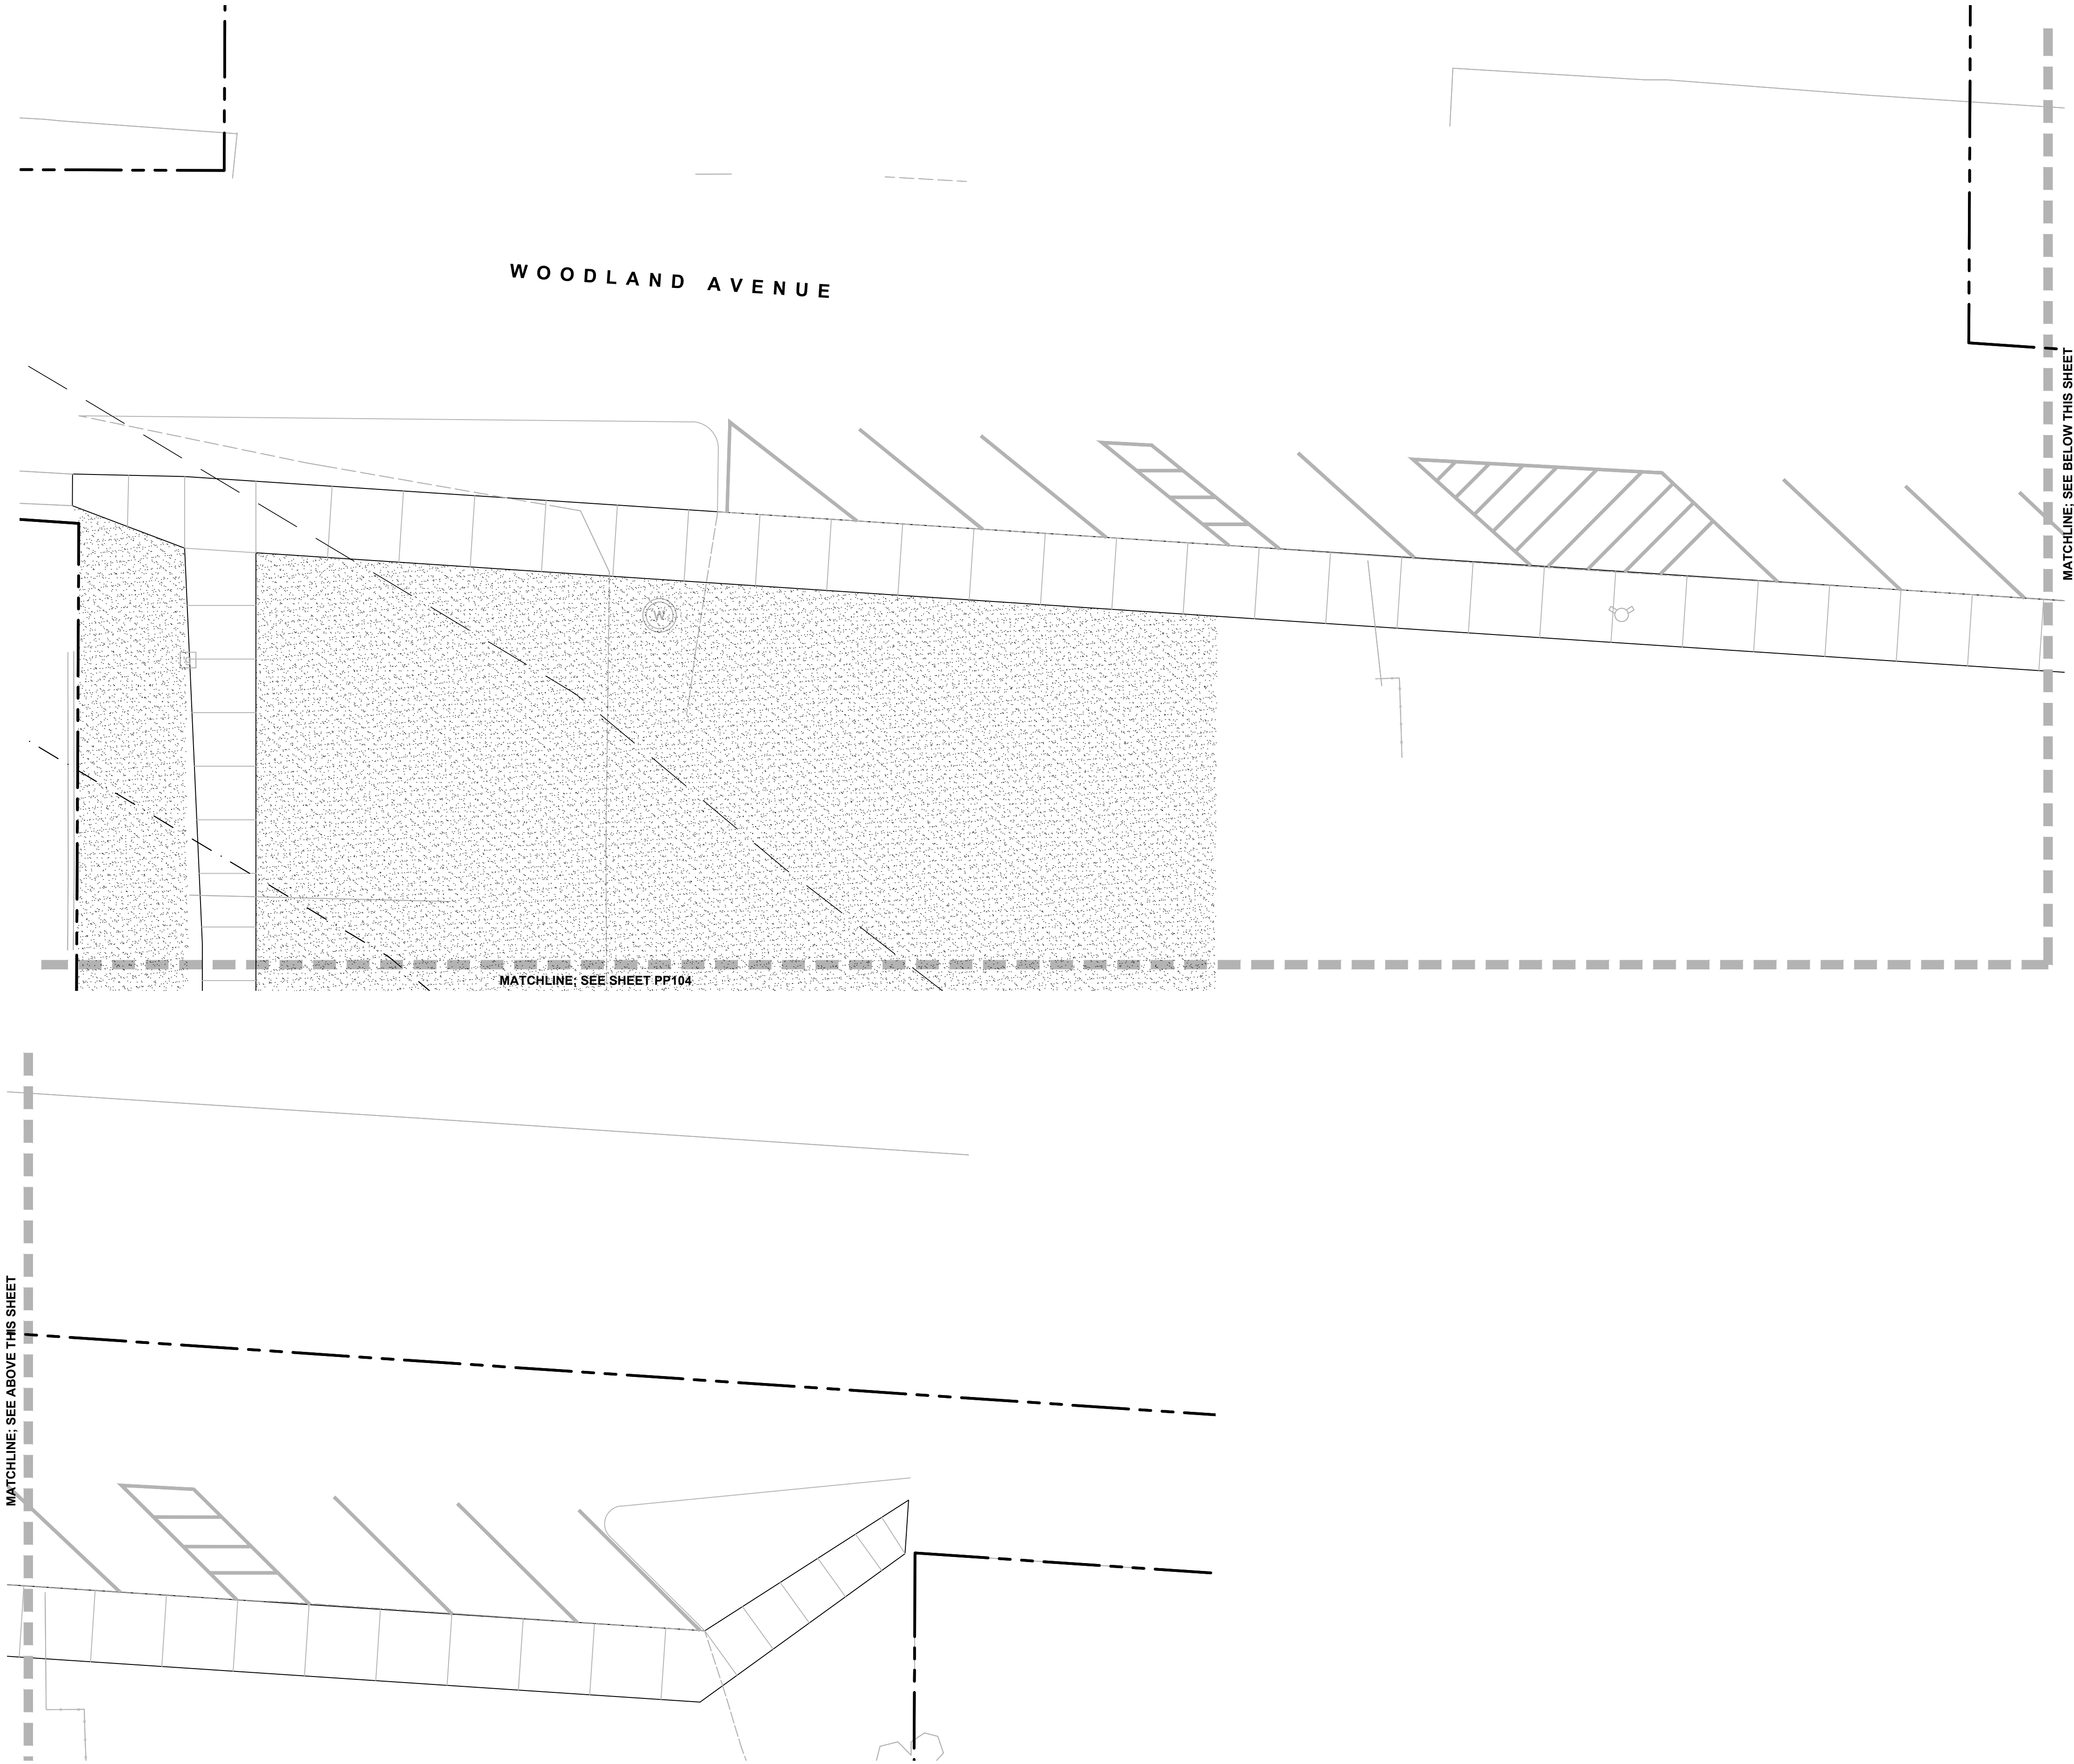 WOODLAND AVENUE
MATCHLINE; SEE BELOW THIS SHEET
W
MATCHLINE; SEE SHEET PP104
MATCHLINE; SEE ABOVE THIS SHEET